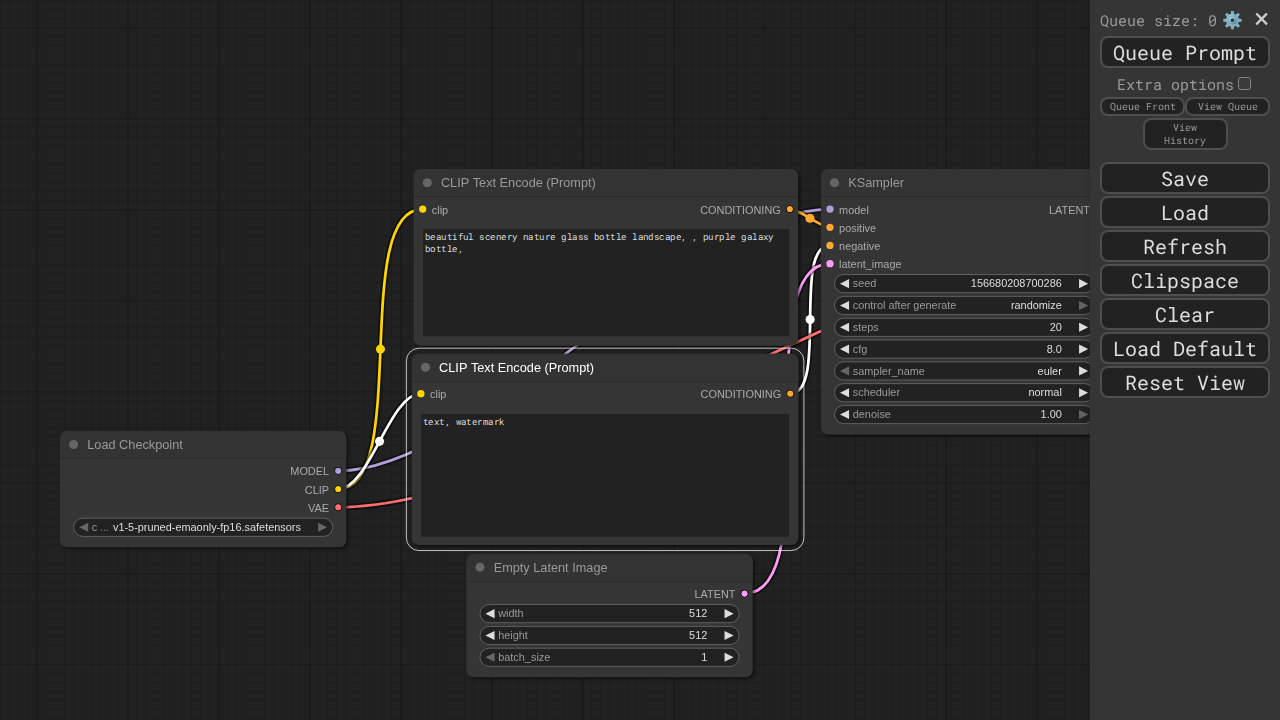 Queue size: 0
Queue Prompt
Extra options
Queue Front
View Queue
View
History
Save
Load
Refresh
Clipspace
Clear
Load Default
Reset View
CLIP Text Encode (Prompt)
clip
CONDITIONING
beautiful scenery nature glass bottle landscape, , purple galaxy
bottle,
CLIP Text Encode (Prompt)
clip
CONDITIONING
text, watermark
KSampler
model
LATENT
positive
negative
latent_image
seed 156680208700286
control after generate randomize
steps 20
cfg 8.0
sampler_name euler
scheduler normal
denoise 1.00
Load Checkpoint
MODEL
CLIP
VAE
c ... v1-5-pruned-emaonly-fp16.safetensors
Empty Latent Image
LATENT
width 512
height 512
batch_size 1